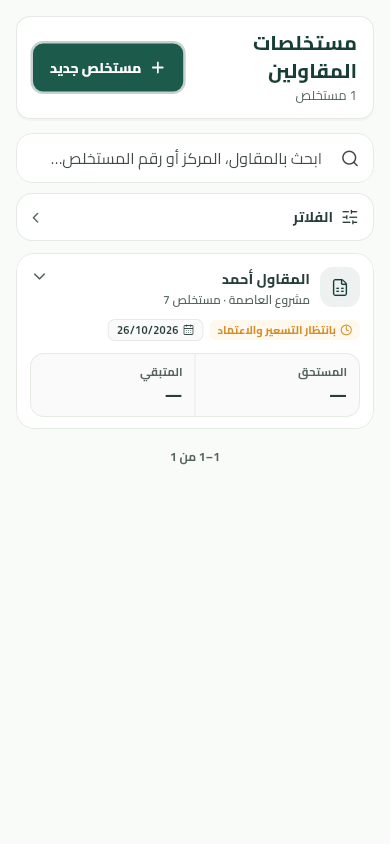 مستخلصات
المقاولين
1 مستخلص
مستخلص جديد
ابحث بالمقاول، المركز أو رقم المستخلص...
الفلاتر
المقاول أحمد
مشروع العاصمة · مستخلص 7
بانتظار التسعير والاعتماد
26/10/2026
المستحق
—
المتبقي
—
1–1 من 1